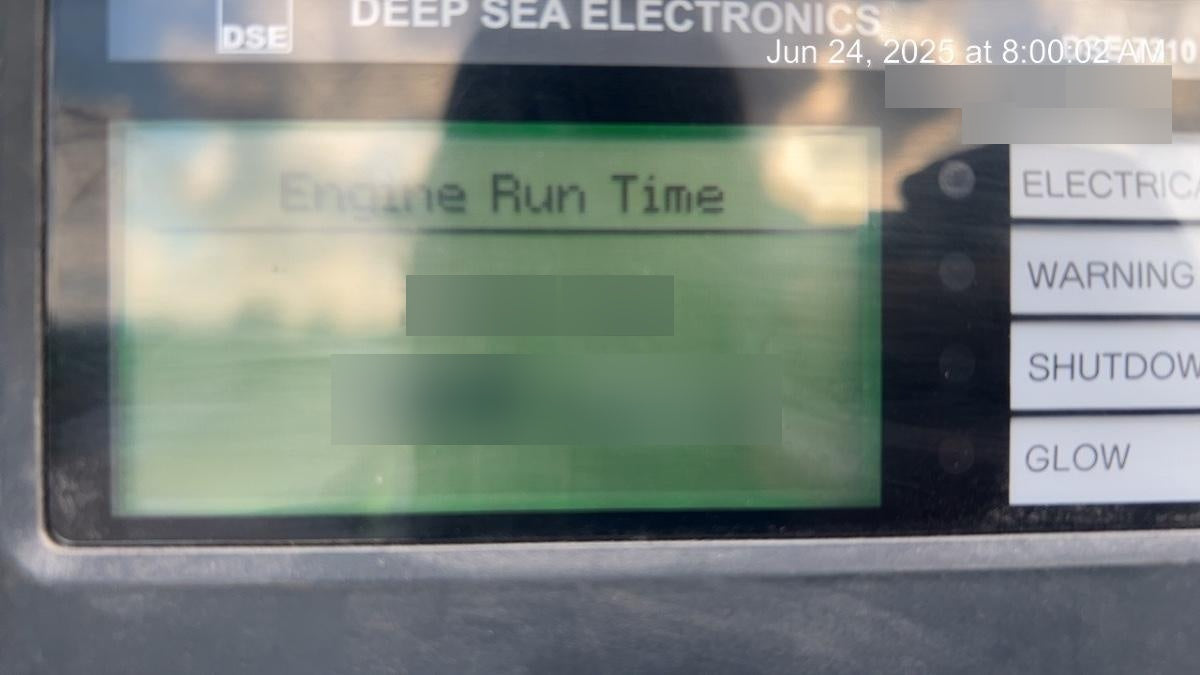 DSE
DEEP SEA ELECTRONICS
Jun 24, 2025 at 8:00:02 AM
Engine Run Time
ELECTRICA
WARNING
SHUTDOW
GLOW